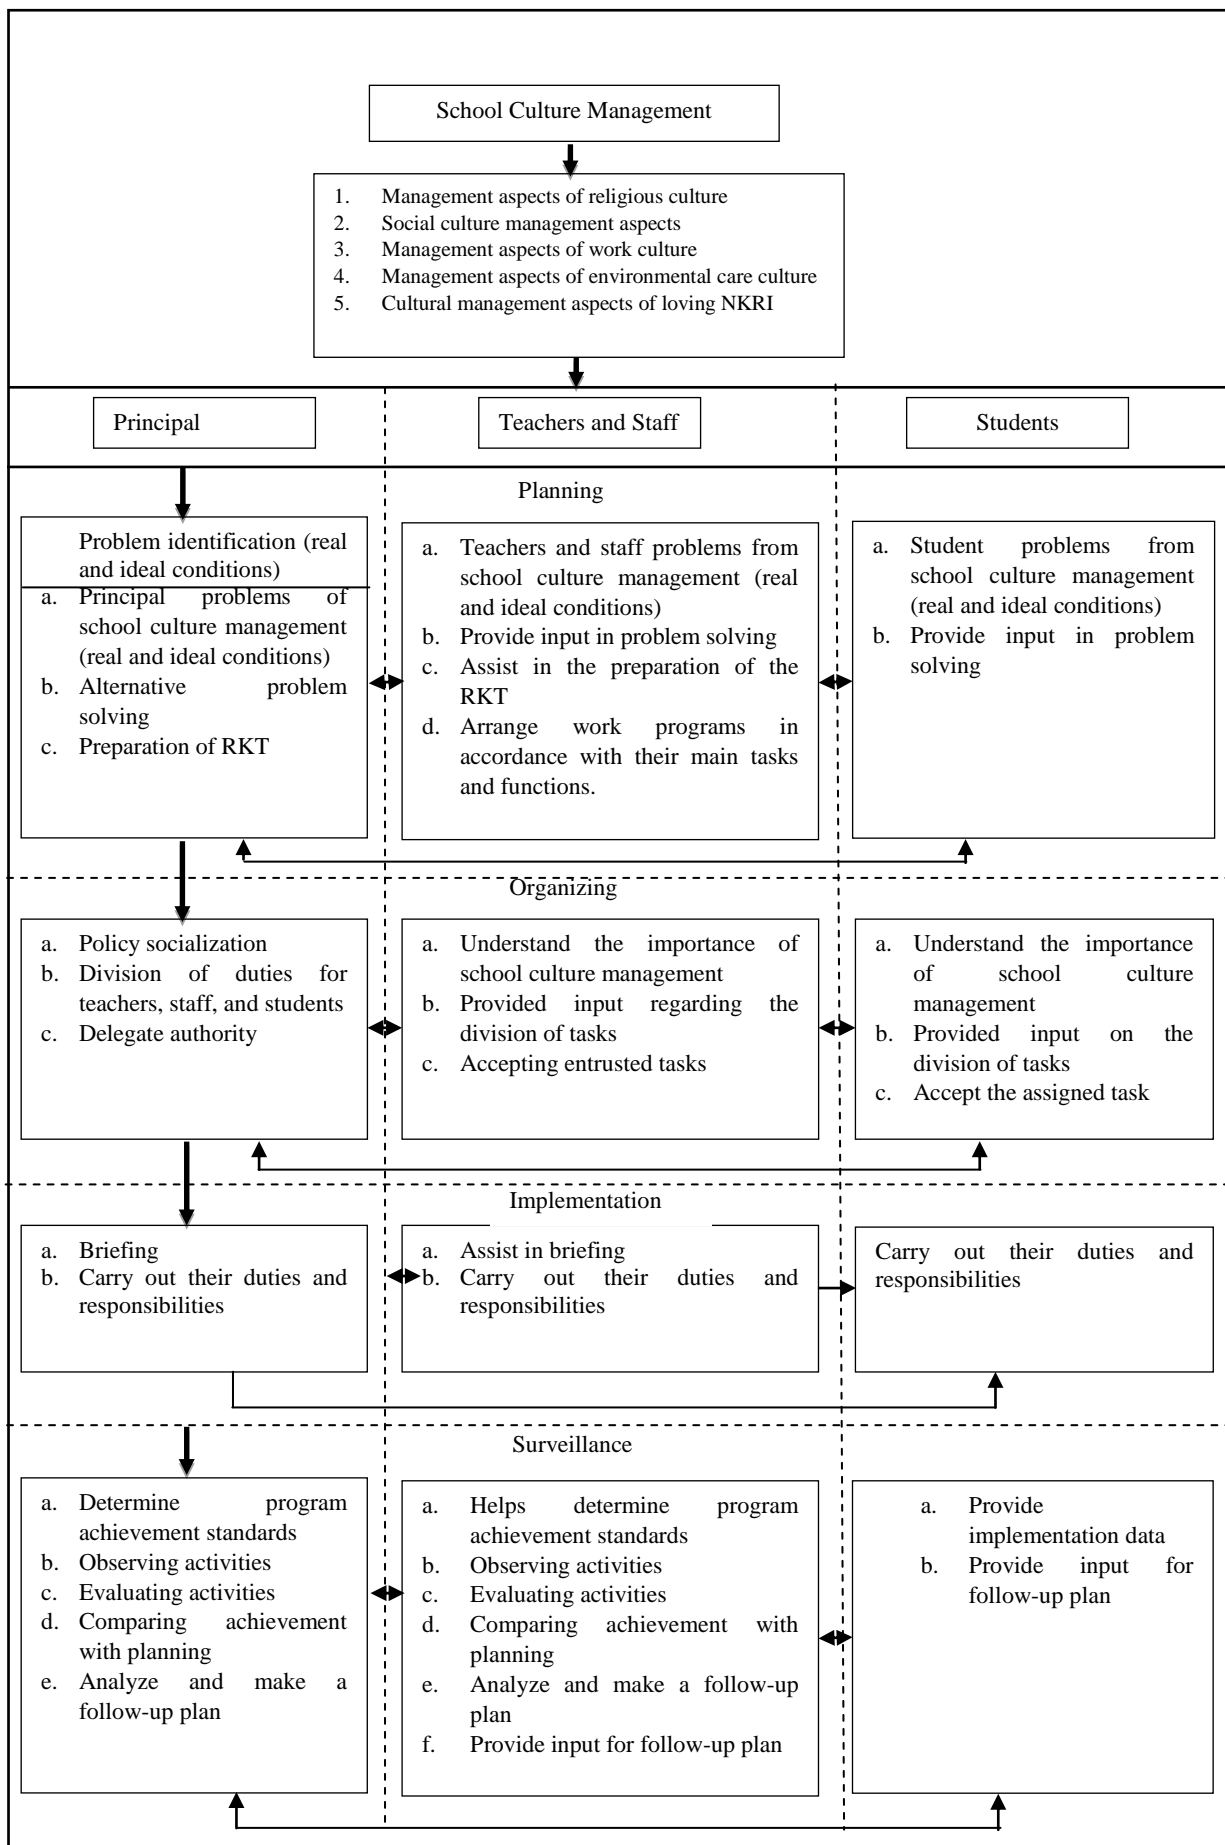 School Culture Management
1. Management aspects of religious culture
2. Social culture management aspects
3. Management aspects of work culture
4. Management aspects of environmental care culture
5. Cultural management aspects of loving NKRI
Principal
Teachers and Staff
Students
Planning
Problem identification (real
and ideal conditions)
a. Principal problems of
school culture management
(real and ideal conditions)
b. Alternative problem
solving
c. Preparation of RKT
a. Teachers and staff problems from
school culture management (real
and ideal conditions)
b. Provide input in problem solving
c. Assist in the preparation of the
RKT
d. Arrange work programs in
accordance with their main tasks
and functions.
a. Student problems from
school culture management
(real and ideal conditions)
b. Provide input in problem
solving
Organizing
a. Policy socialization
b. Division of duties for
teachers, staff, and students
c. Delegate authority
a. Understand the importance of
school culture management
b. Provided input regarding the
division of tasks
c. Accepting entrusted tasks
a. Understand the importance
of school culture
management
b. Provided input on the
division of tasks
c. Accept the assigned task
Implementation
a. Briefing
b. Carry out their duties and
responsibilities
a. Assist in briefing
b. Carry out their duties and
responsibilities
Carry out their duties and
responsibilities
Surveillance
a. Determine program
achievement standards
b. Observing activities
c. Evaluating activities
d. Comparing achievement
with planning
e. Analyze and make a
follow-up plan
a. Helps determine program
achievement standards
b. Observing activities
c. Evaluating activities
d. Comparing achievement with
planning
e. Analyze and make a follow-up
plan
f. Provide input for follow-up plan
a. Provide
implementation data
b. Provide input for
follow-up plan